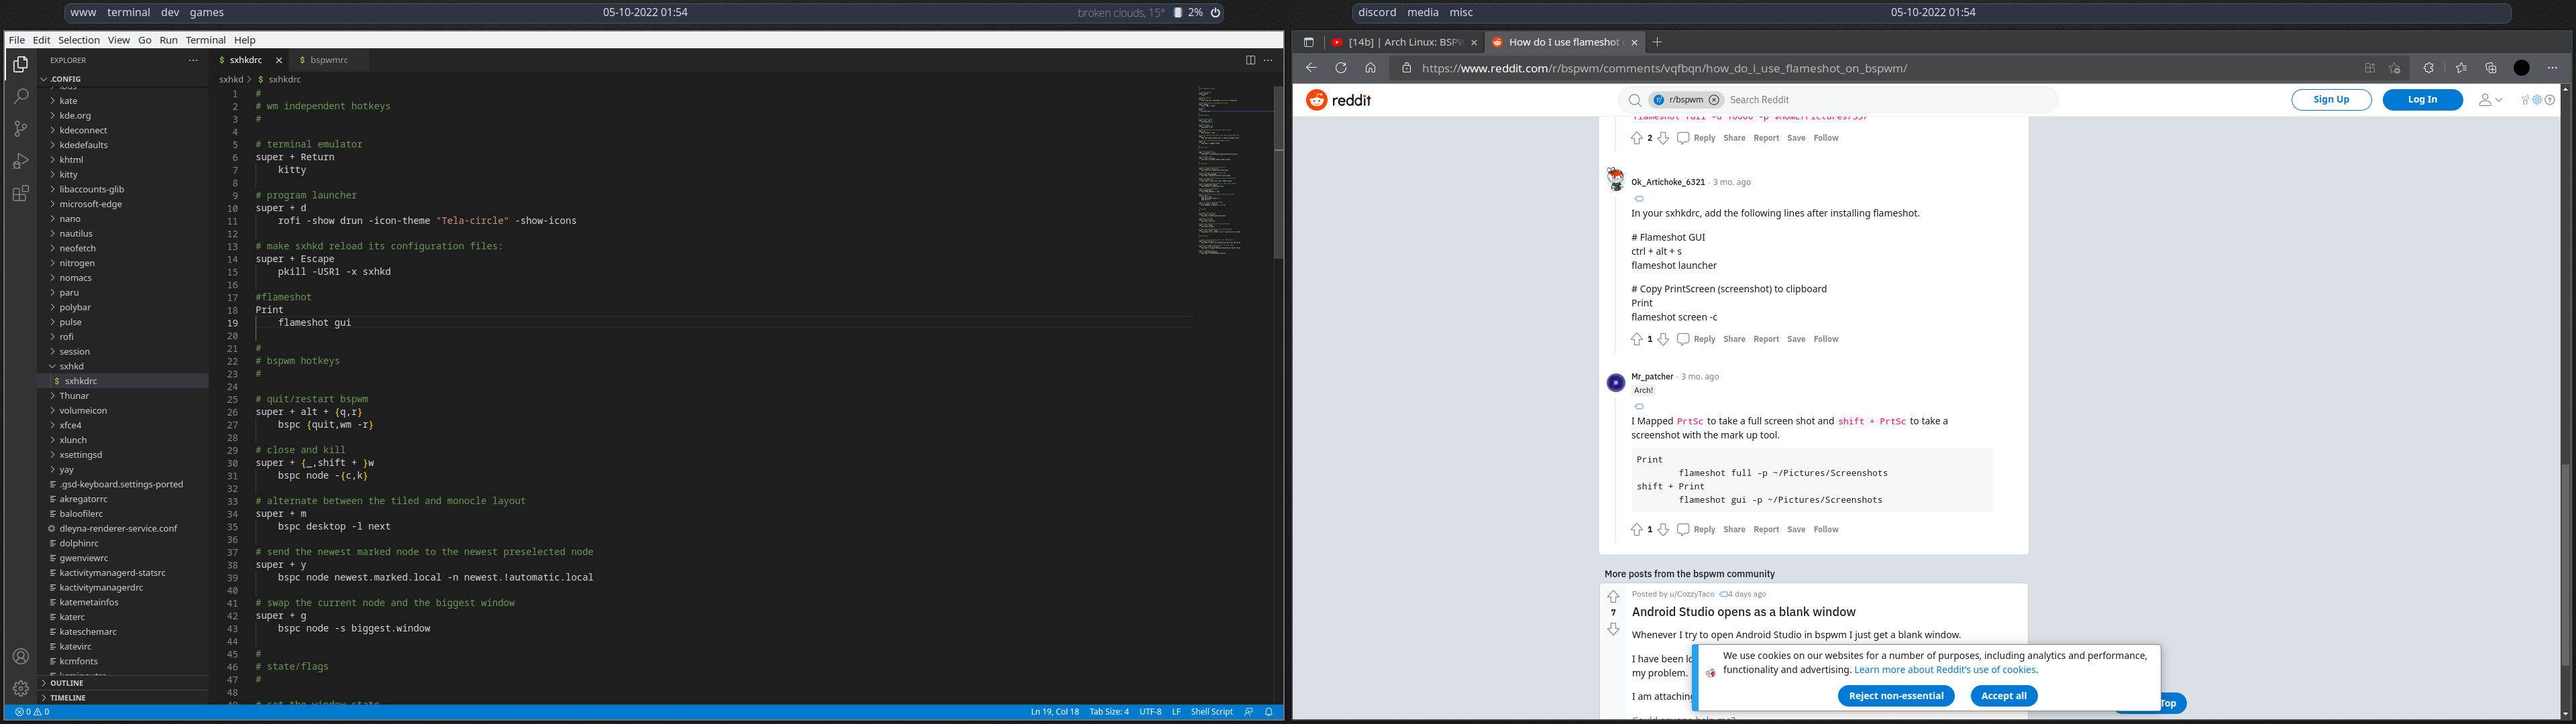 www terminal dev games
05-10-2022 01:54
broken clouds, 15° 2%
discord media misc
05-10-2022 01:54
File Edit Selection View Go Run Terminal Help
EXPLORER
.CONFIG
kate
kde.org
kdeconnect
kdedefaults
khtml
kitty
libaccounts-glib
microsoft-edge
nano
nautilus
neofetch
nitrogen
nomacs
paru
polybar
pulse
rofi
session
sxhkd
$ sxhkdrc
Thunar
volumeicon
xfce4
xlunch
xsettingsd
yay
.gsd-keyboard.settings-ported
akregatorrc
baloofilerc
dleyna-renderer-service.conf
dolphinrc
gwenviewrc
kactivitymanagerd-statsrc
kactivitymanagerdrc
katemetainfos
katerc
kateschemarc
katevirc
kcmfonts
OUTLINE
TIMELINE
$ sxhkdrc
$ bspwmrc
sxhkd > $ sxhkdrc
1 #
2 # wm independent hotkeys
3 #
4
5 # terminal emulator
6 super + Return
7 kitty
8
9 # program launcher
10 super + d
11 rofi -show drun -icon-theme "Tela-circle" -show-icons
12
13 # make sxhkd reload its configuration files:
14 super + Escape
15 pkill -USR1 -x sxhkd
16
17 #flameshot
18 Print
19 flameshot gui
20
21 #
22 # bspwm hotkeys
23 #
24
25 # quit/restart bspwm
26 super + alt + {q,r}
27 bspc {quit,wm -r}
28
29 # close and kill
30 super + {_,shift + }w
31 bspc node -{c,k}
32
33 # alternate between the tiled and monocle layout
34 super + m
35 bspc desktop -l next
36
37 # send the newest marked node to the newest preselected node
38 super + y
39 bspc node newest.marked.local -n newest.!automatic.local
40
41 # swap the current node and the biggest window
42 super + g
43 bspc node -s biggest.window
44
45 #
46 # state/flags
47 #
48
# set the window state
0 0
Ln 19, Col 18 Tab Size: 4 UTF-8 LF Shell Script
[14b] | Arch Linux: BSPW
How do I use flameshot
https://www.reddit.com/r/bspwm/comments/vqfbqn/how_do_i_use_flameshot_on_bspwm/
reddit
r/bspwm Search Reddit
Sign Up
Log In
2 Reply Share Report Save Follow
Ok_Artichoke_6321 · 3 mo. ago
In your sxhkdrc, add the following lines after installing flameshot.
# Flameshot GUI
ctrl + alt + s
flameshot launcher
# Copy PrintScreen (screenshot) to clipboard
Print
flameshot screen -c
1 Reply Share Report Save Follow
Mr_patcher · 3 mo. ago
Arch!
I Mapped PrtSc to take a full screen shot and shift + PrtSc to take a
screenshot with the mark up tool.
Print
flameshot full -p ~/Pictures/Screenshots
shift + Print
flameshot gui -p ~/Pictures/Screenshots
1 Reply Share Report Save Follow
More posts from the bspwm community
Posted by u/CozzyTaco 4 days ago
7
Android Studio opens as a blank window
Whenever I try to open Android Studio in bspwm I just get a blank window.
I have been lo
my problem.
I am attaching
We use cookies on our websites for a number of purposes, including analytics and performance,
functionality and advertising. Learn more about Reddit's use of cookies.
Reject non-essential
Accept all
Top